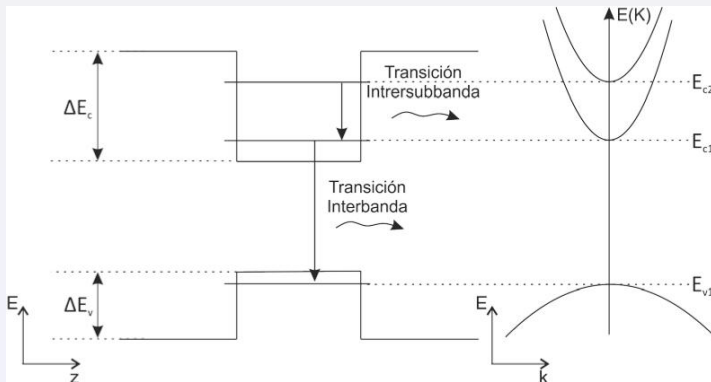 E(K)
Transición
Intrersubbanda
E_c2
ΔE_c
E_c1
Transición
Interbanda
ΔE_v
E_v1
E
z
E
k